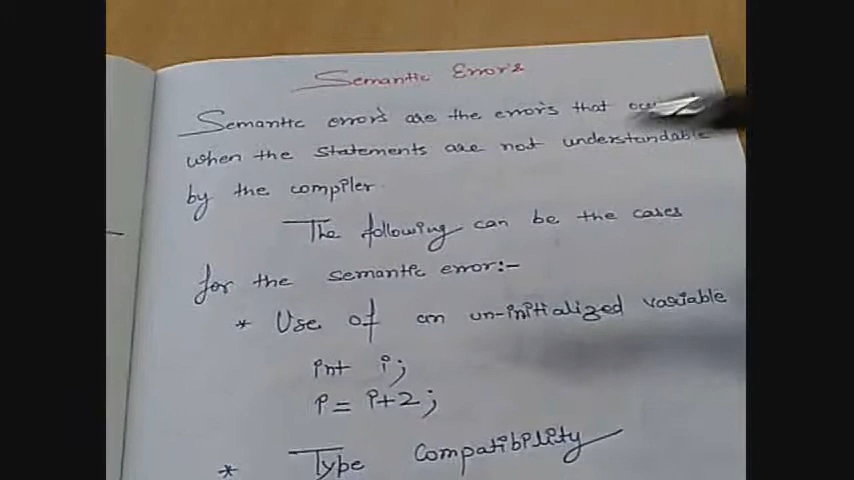 Semantic Errors
Semantic errors are the errors that
when the statements are not understandable
by the compiler
The following can be the cases
for the semantic error:-
* Use of an un-initialized variable
int i;
i = i+2;
* Type Compatibility